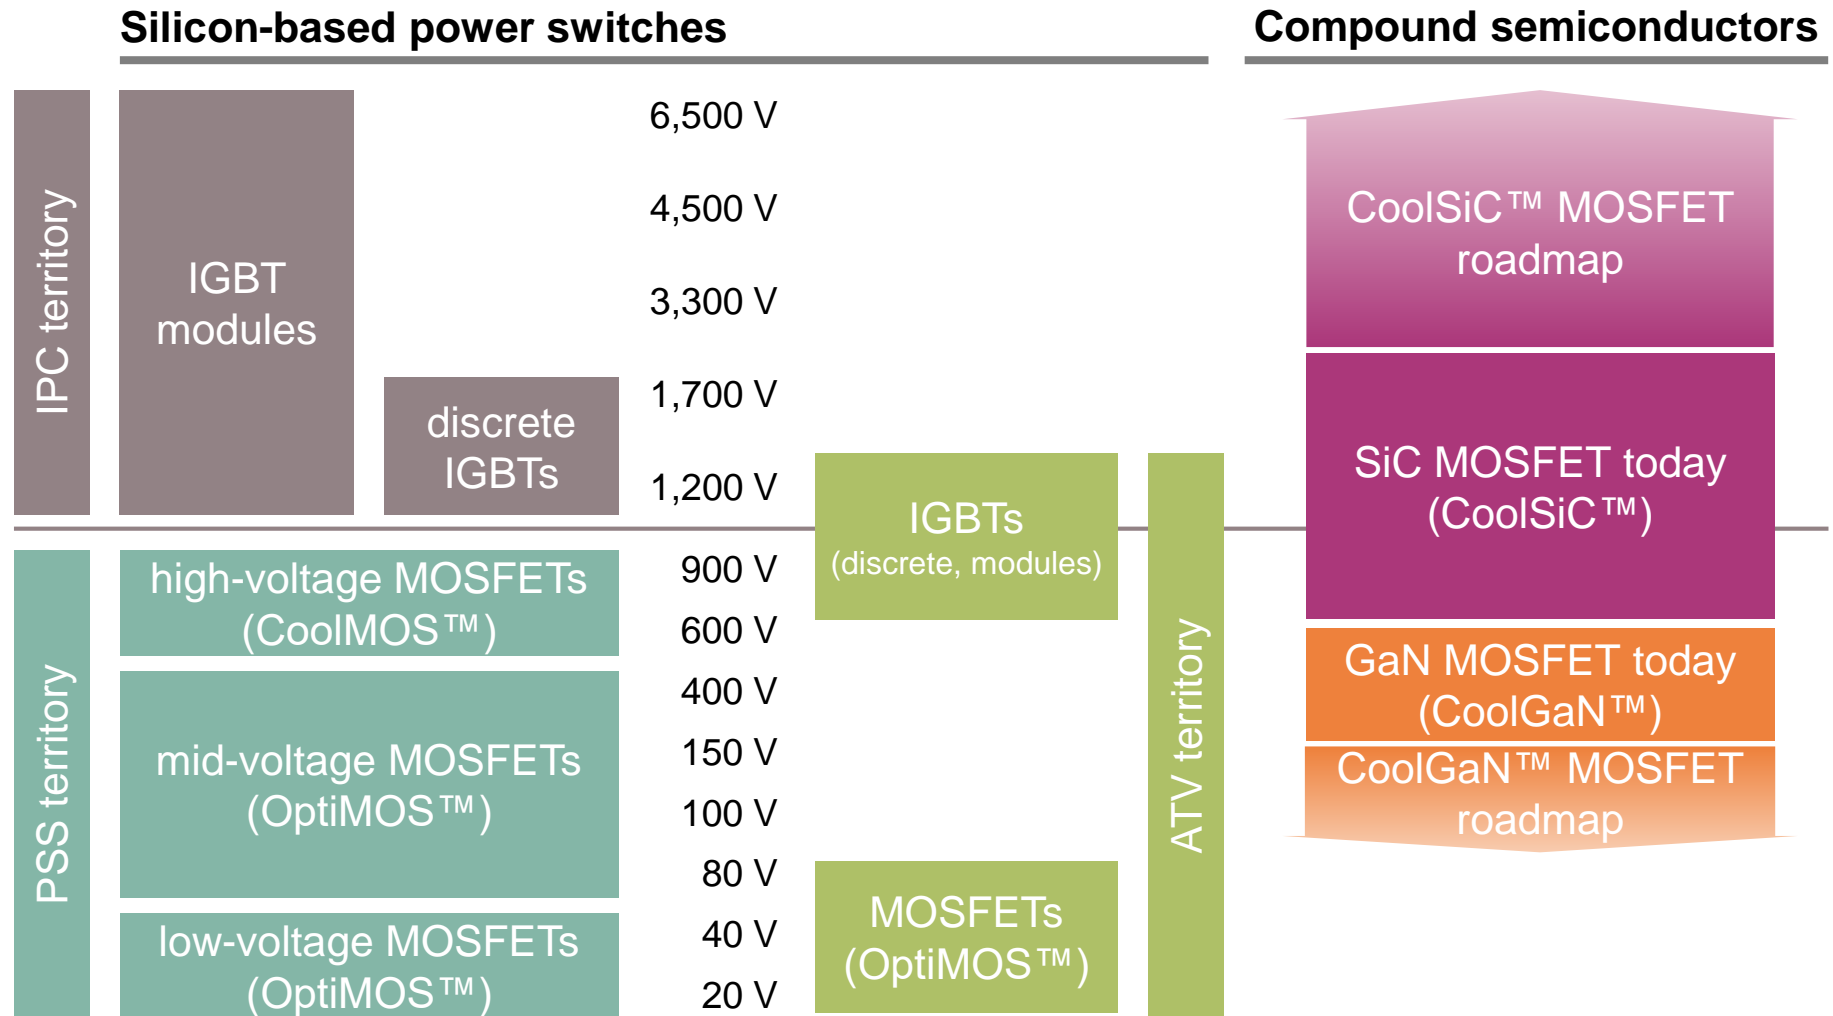 Silicon-based power switches
Compound semiconductors
IPC territory
IGBT
modules
discrete
IGBTs
PSS territory
high-voltage MOSFETs
(CoolMOS™)
mid-voltage MOSFETs
(OptiMOS™)
low-voltage MOSFETs
(OptiMOS™)
6,500 V
4,500 V
3,300 V
1,700 V
1,200 V
900 V
600 V
400 V
150 V
100 V
80 V
40 V
20 V
IGBTs
(discrete, modules)
MOSFETs
(OptiMOS™)
ATV territory
CoolSiC™ MOSFET
roadmap
SiC MOSFET today
(CoolSiC™)
GaN MOSFET today
(CoolGaN™)
CoolGaN™ MOSFET
roadmap